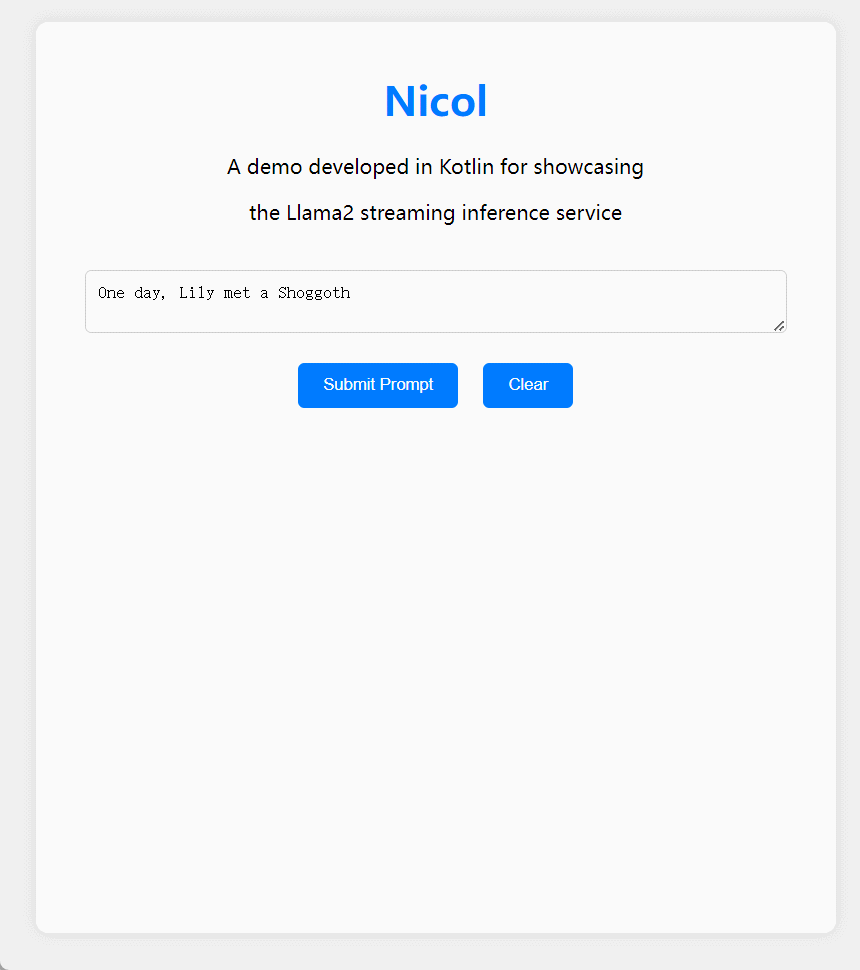 Nicol
A demo developed in Kotlin for showcasing
the Llama2 streaming inference service
One day, Lily met a Shoggoth
Submit Prompt
Clear